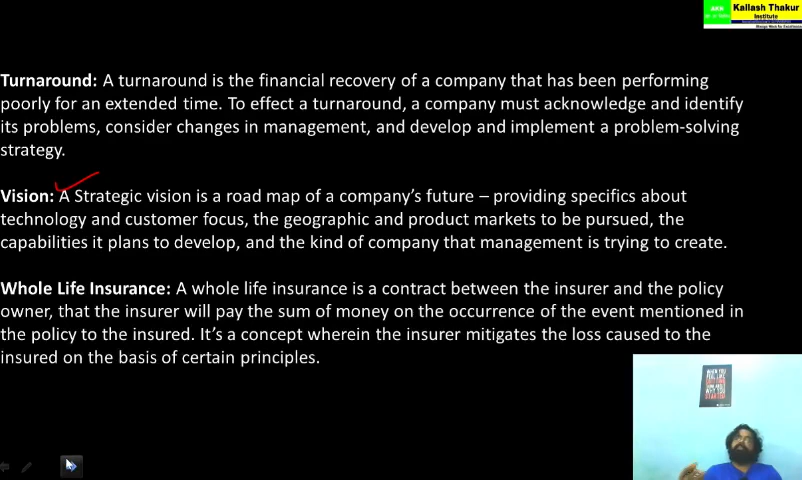 Kailash Thakur
Institute
Turnaround: A turnaround is the financial recovery of a company that has been performing
poorly for an extended time. To effect a turnaround, a company must acknowledge and identify
its problems, consider changes in management, and develop and implement a problem-solving
strategy.
Vision: A Strategic vision is a road map of a company's future – providing specifics about
technology and customer focus, the geographic and product markets to be pursued, the
capabilities it plans to develop, and the kind of company that management is trying to create.
Whole Life Insurance: A whole life insurance is a contract between the insurer and the policy
owner, that the insurer will pay the sum of money on the occurrence of the event mentioned in
the policy to the insured. It's a concept wherein the insurer mitigates the loss caused to the
insured on the basis of certain principles.
WHEN YOU
FEEL LIKE
WHY YOU
STARTED